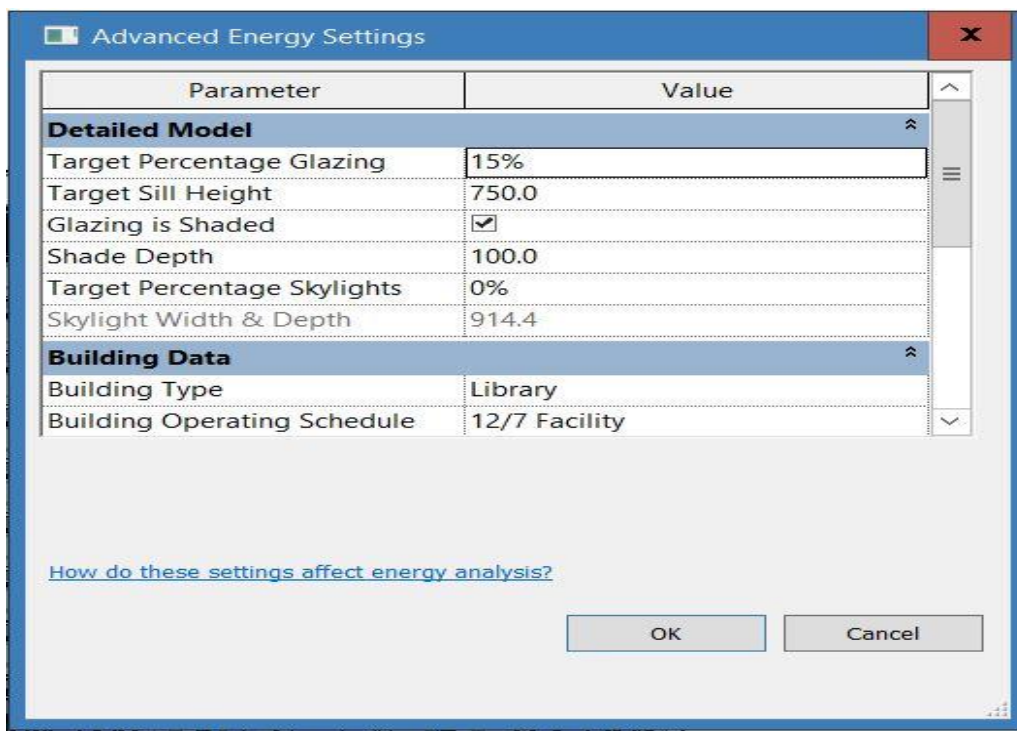 Advanced Energy Settings
Parameter Value
Detailed Model
Target Percentage Glazing 15%
Target Sill Height 750.0
Glazing is Shaded
Shade Depth 100.0
Target Percentage Skylights 0%
Skylight Width & Depth 914.4
Building Data
Building Type Library
Building Operating Schedule 12/7 Facility
How do these settings affect energy analysis?
OK Cancel